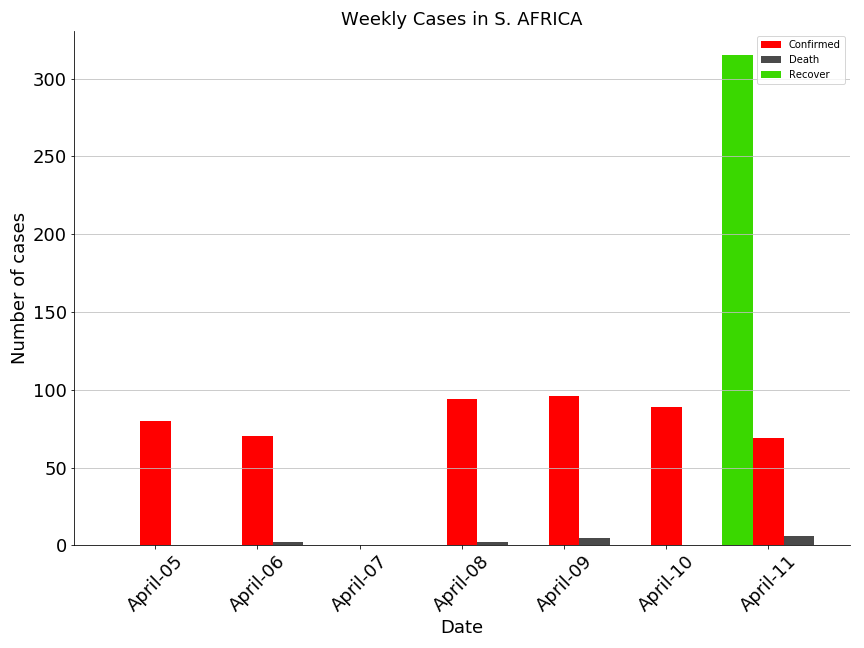 Weekly Cases in S. AFRICA
Confirmed
Death
Recover
Number of cases
300
250
200
150
100
50
0
April-05
April-06
April-07
April-08
April-09
April-10
April-11
Date